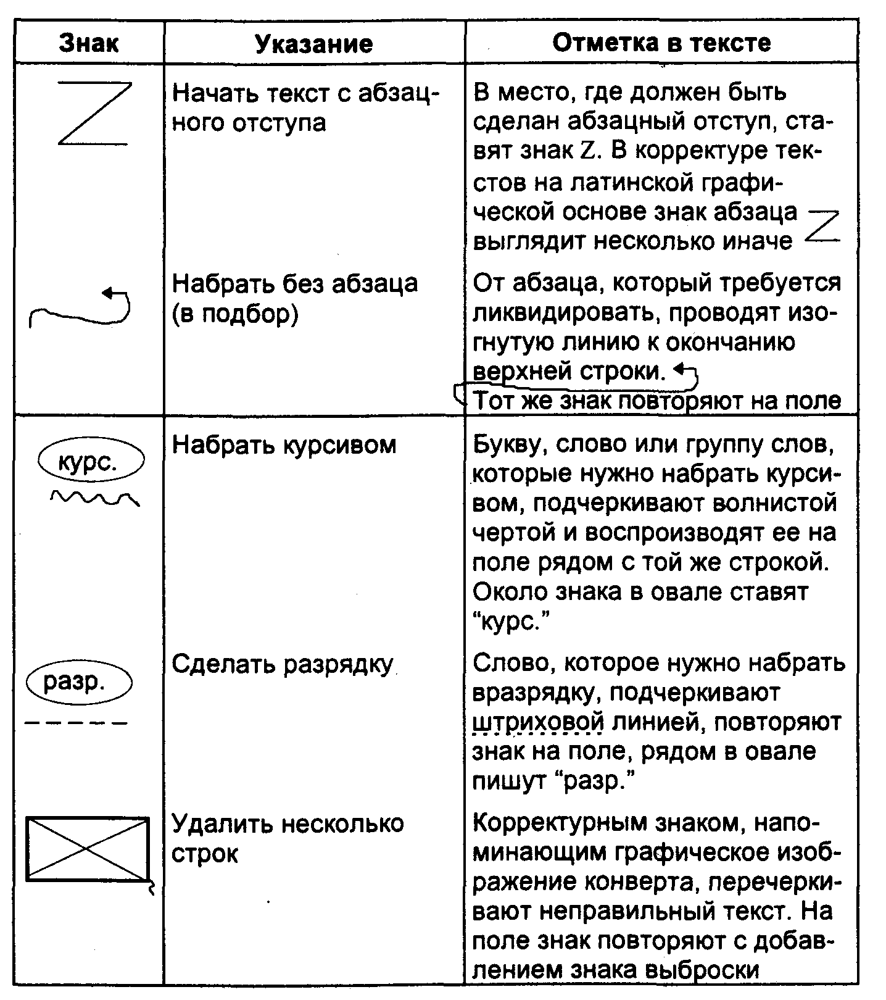 Знак Указание Отметка в тексте
Начать текст с абзац-
ного отступа
В место, где должен быть
сделан абзацный отступ, ста-
вят знак Z. В корректуре тек-
стов на латинской графи-
ческой основе знак абзаца
выглядит несколько иначе
Набрать без абзаца
(в подбор)
От абзаца, который требуется
ликвидировать, проводят изо-
гнутую линию к окончанию
верхней строки.
Тот же знак повторяют на поле
курс.
Набрать курсивом
Букву, слово или группу слов,
которые нужно набрать курси-
вом, подчеркивают волнистой
чертой и воспроизводят ее на
поле рядом с той же строкой.
Около знака в овале ставят
“курс.”
разр.
Сделать разрядку
Слово, которое нужно набрать
вразрядку, подчеркивают
штриховой линией, повторяют
знак на поле, рядом в овале
пишут “разр.”
Удалить несколько
строк
Корректурным знаком, напо-
минающим графическое изоб-
ражение конверта, перечерки-
вают неправильный текст. На
поле знак повторяют с добав-
лением знака выброски